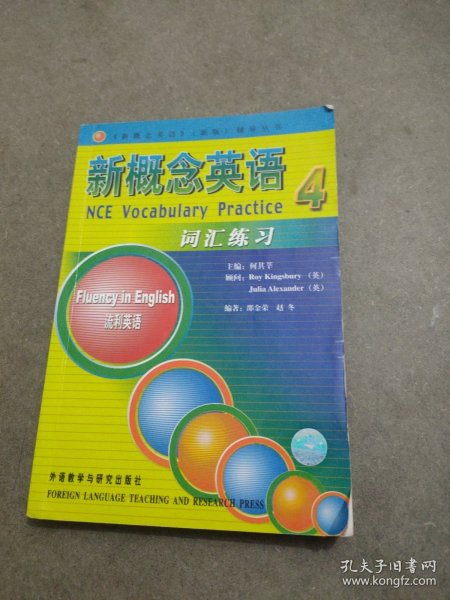 《新概念英语》(新版)辅导丛书
新概念英语 4
NCE Vocabulary Practice
词汇练习
主编:何其莘
顾问:Roy Kingsbury (英)
Julia Alexander (英)
编著:邵金荣 赵冬
Fluency in English
流利英语
外语教学与研究出版社
FOREIGN LANGUAGE TEACHING AND RESEARCH PRESS
孔夫子旧书网
www.kongfz.com